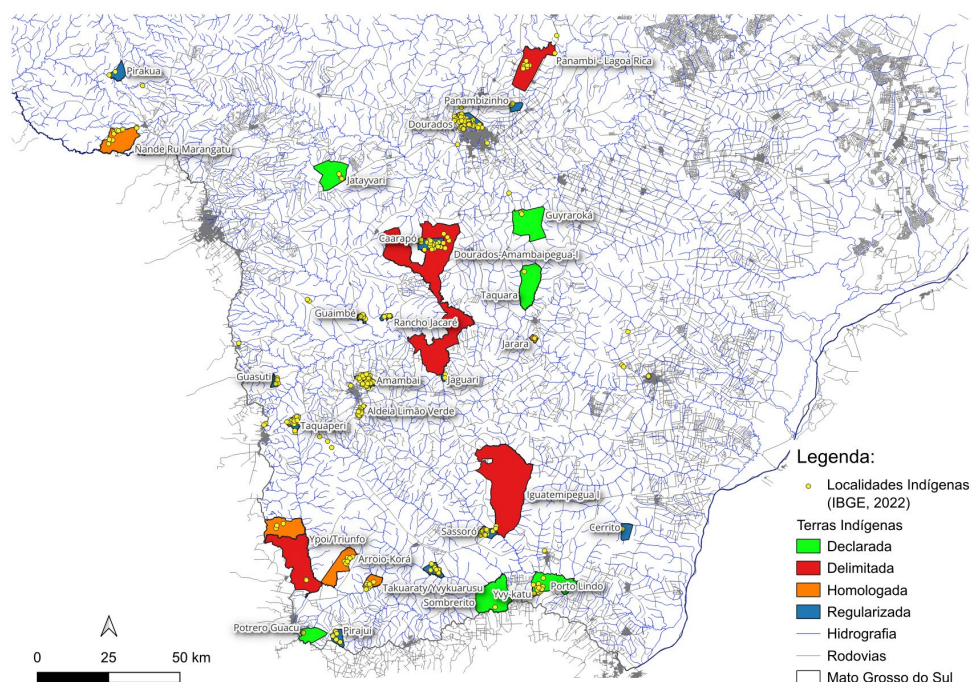 Pirakua
Panambi - Lagoa Rica
Panambizinho
Dourados
Ñande Ru Marangatu
Jatayvari
Guyraroká
Caarapó
Dourados-Amambaipegua-I
Taquara
Guaimbé
Rancho Jacaré
Jarara
Guasuti
Amambai
Jaguari
Aldeia Limão Verde
Taquaperi
Iguatemipegua I
Sassoró
Cerrito
Ypoi/Triunfo
Arroio-Korá
Takuaraty/Yvykuarusu
Sombrerito
Yvy-katu
Porto Lindo
Potrero Guaçu
Pirajuí
0 25 50 km
Legenda:
Localidades Indígenas
(IBGE, 2022)
Terras Indígenas
Declarada
Delimitada
Homologada
Regularizada
Hidrografia
Rodovias
Mato Grosso do Sul